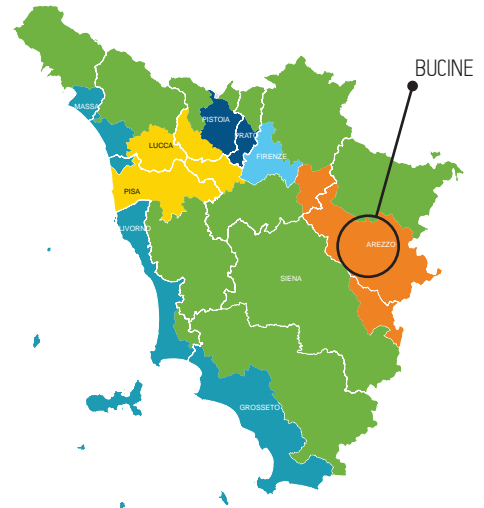 BUCINE
MASSA
PISTOIA
PRATO
LUCCA
FIRENZE
PISA
LIVORNO
AREZZO
SIENA
GROSSETO